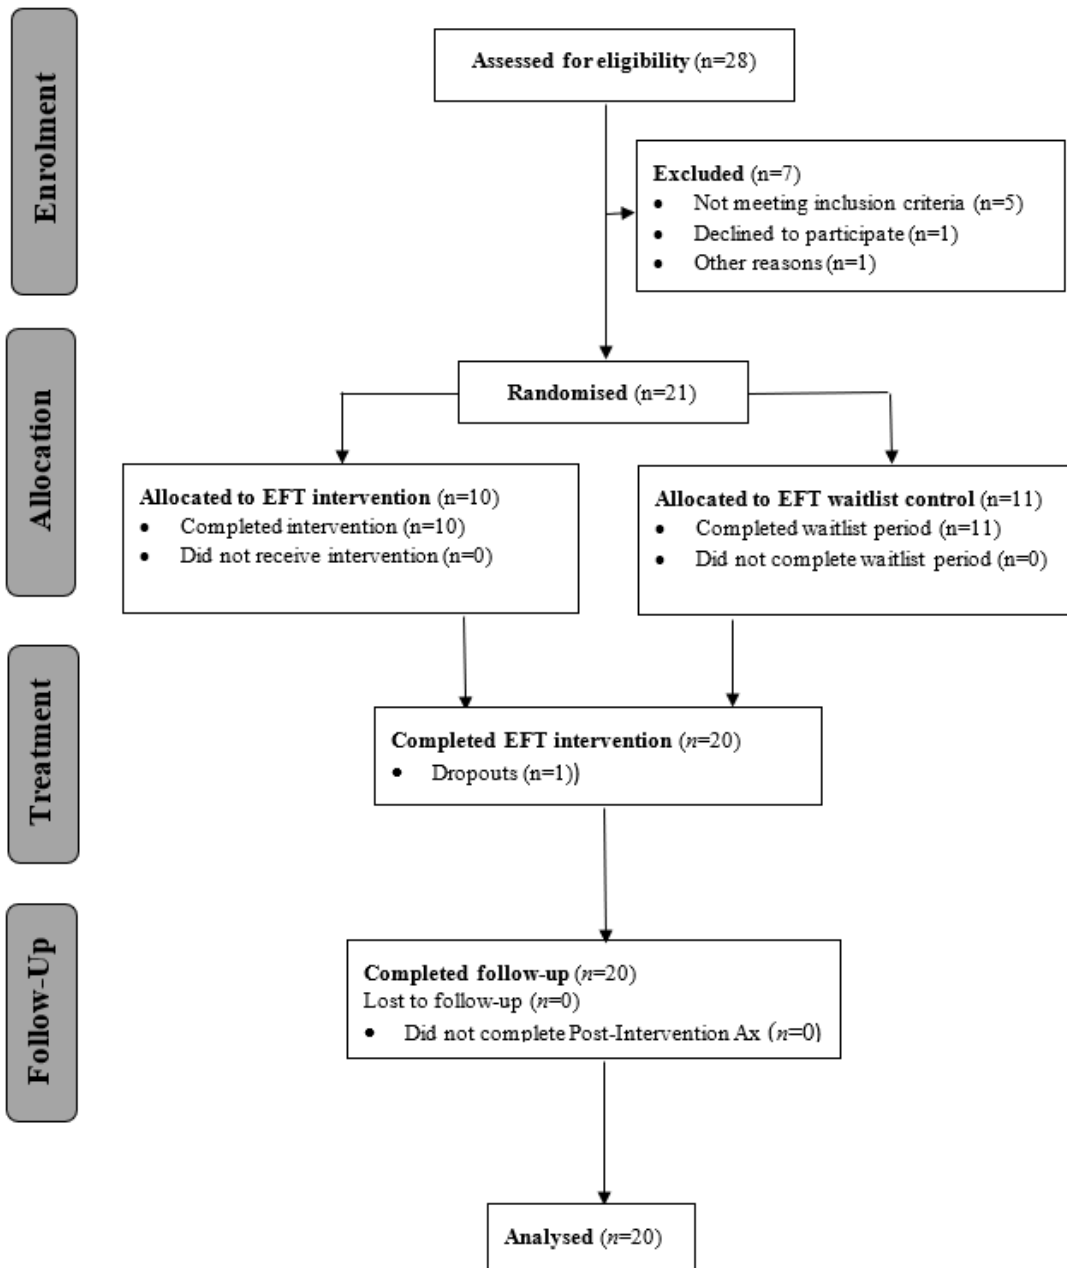 Enrolment
Assessed for eligibility (n=28)
Excluded (n=7)
• Not meeting inclusion criteria (n=5)
• Declined to participate (n=1)
• Other reasons (n=1)
Allocation
Randomised (n=21)
Allocated to EFT intervention (n=10)
• Completed intervention (n=10)
• Did not receive intervention (n=0)
Allocated to EFT waitlist control (n=11)
• Completed waitlist period (n=11)
• Did not complete waitlist period (n=0)
Treatment
Completed EFT intervention (n=20)
• Dropouts (n=1))
Follow-Up
Completed follow-up (n=20)
Lost to follow-up (n=0)
• Did not complete Post-Intervention Ax (n=0)
Analysed (n=20)